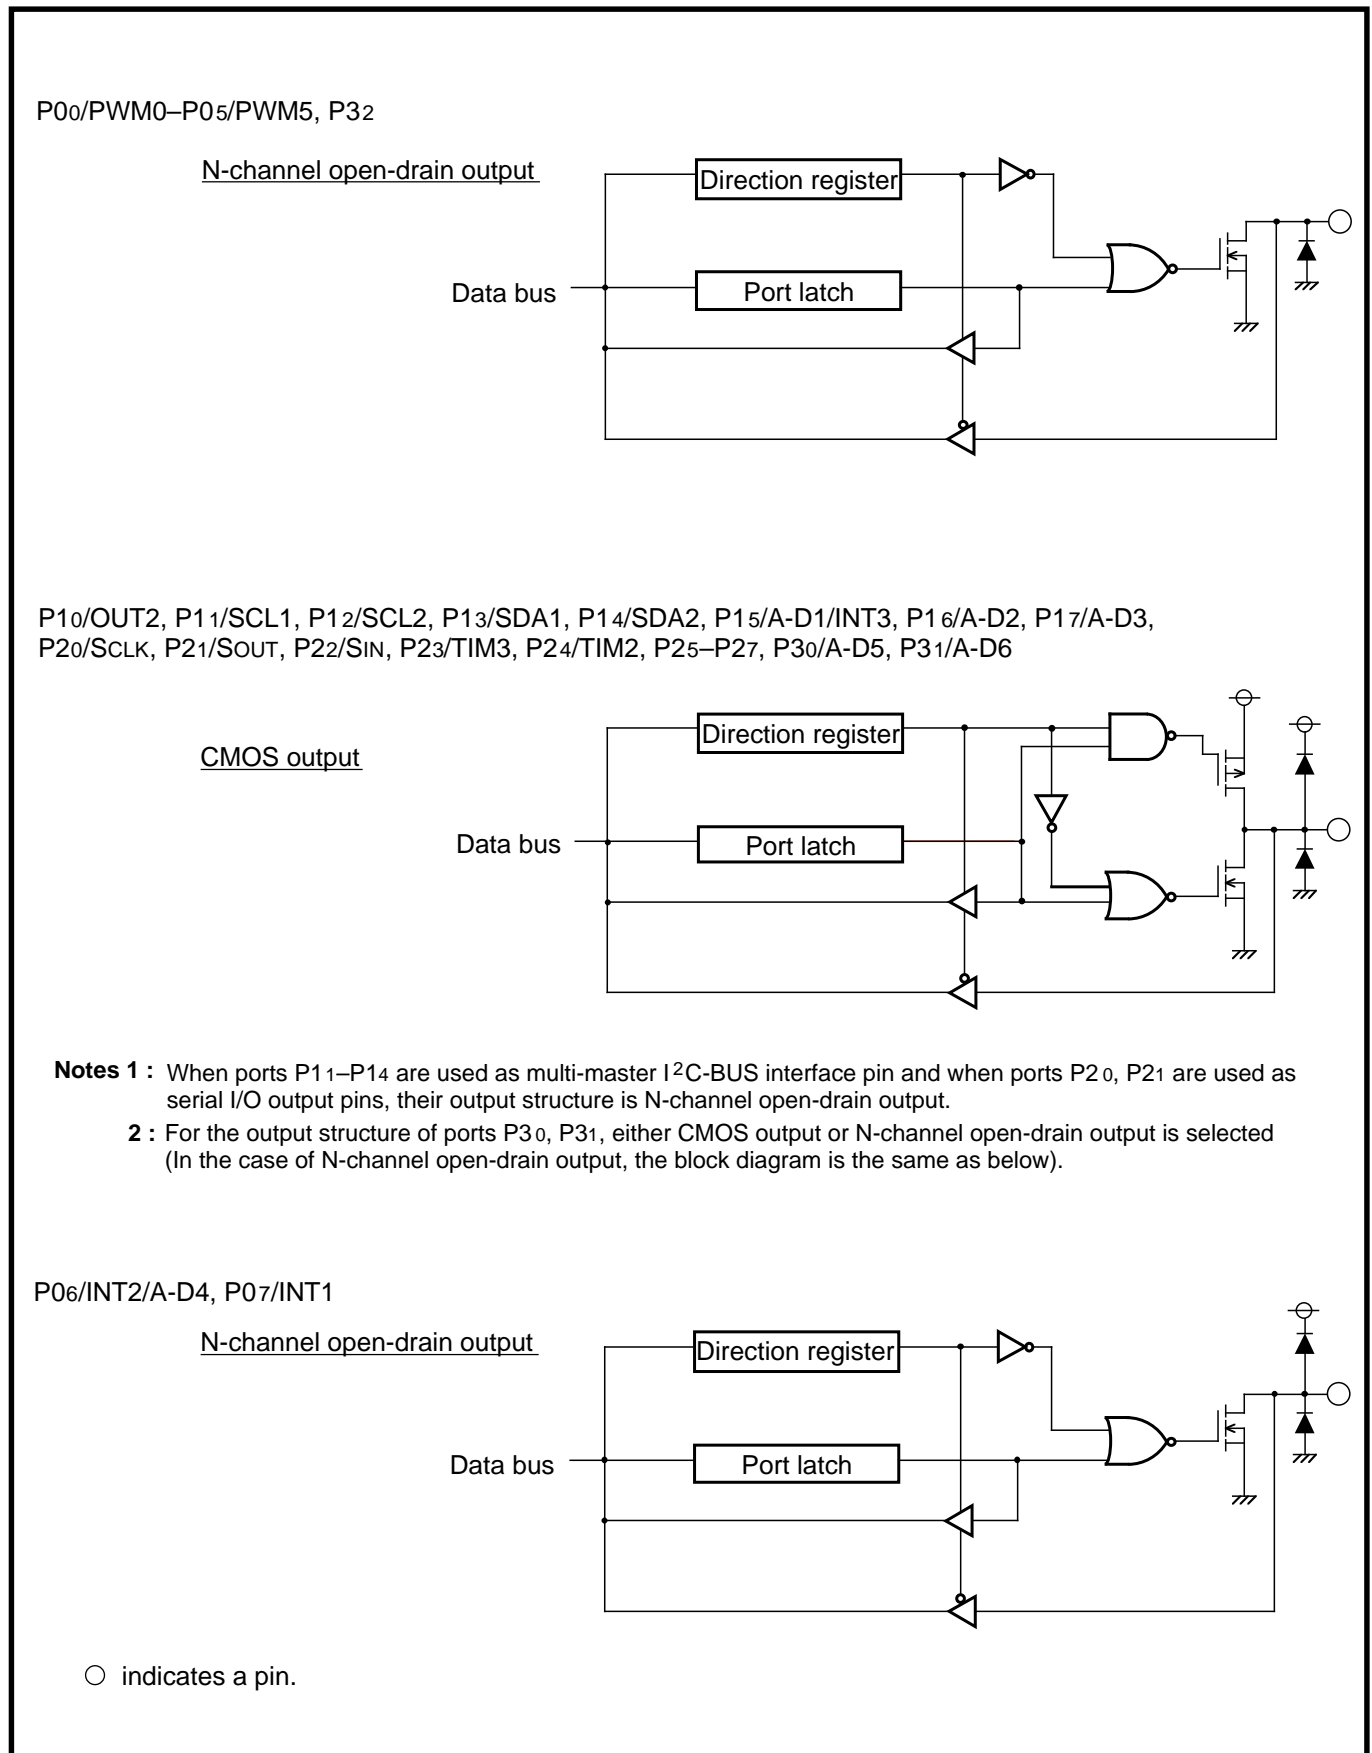 P00/PWM0–P05/PWM5, P32
N-channel open-drain output
Direction register
Data bus
Port latch
P10/OUT2, P11/SCL1, P12/SCL2, P13/SDA1, P14/SDA2, P15/A-D1/INT3, P16/A-D2, P17/A-D3,
P20/SCLK, P21/SOUT, P22/SIN, P23/TIM3, P24/TIM2, P25–P27, P30/A-D5, P31/A-D6
Direction register
CMOS output
Data bus
Port latch
Notes 1 : When ports P11–P14 are used as multi-master I2C-BUS interface pin and when ports P20, P21 are used as
serial I/O output pins, their output structure is N-channel open-drain output.
2 : For the output structure of ports P30, P31, either CMOS output or N-channel open-drain output is selected
(In the case of N-channel open-drain output, the block diagram is the same as below).
P06/INT2/A-D4, P07/INT1
N-channel open-drain output
Direction register
Data bus
Port latch
indicates a pin.